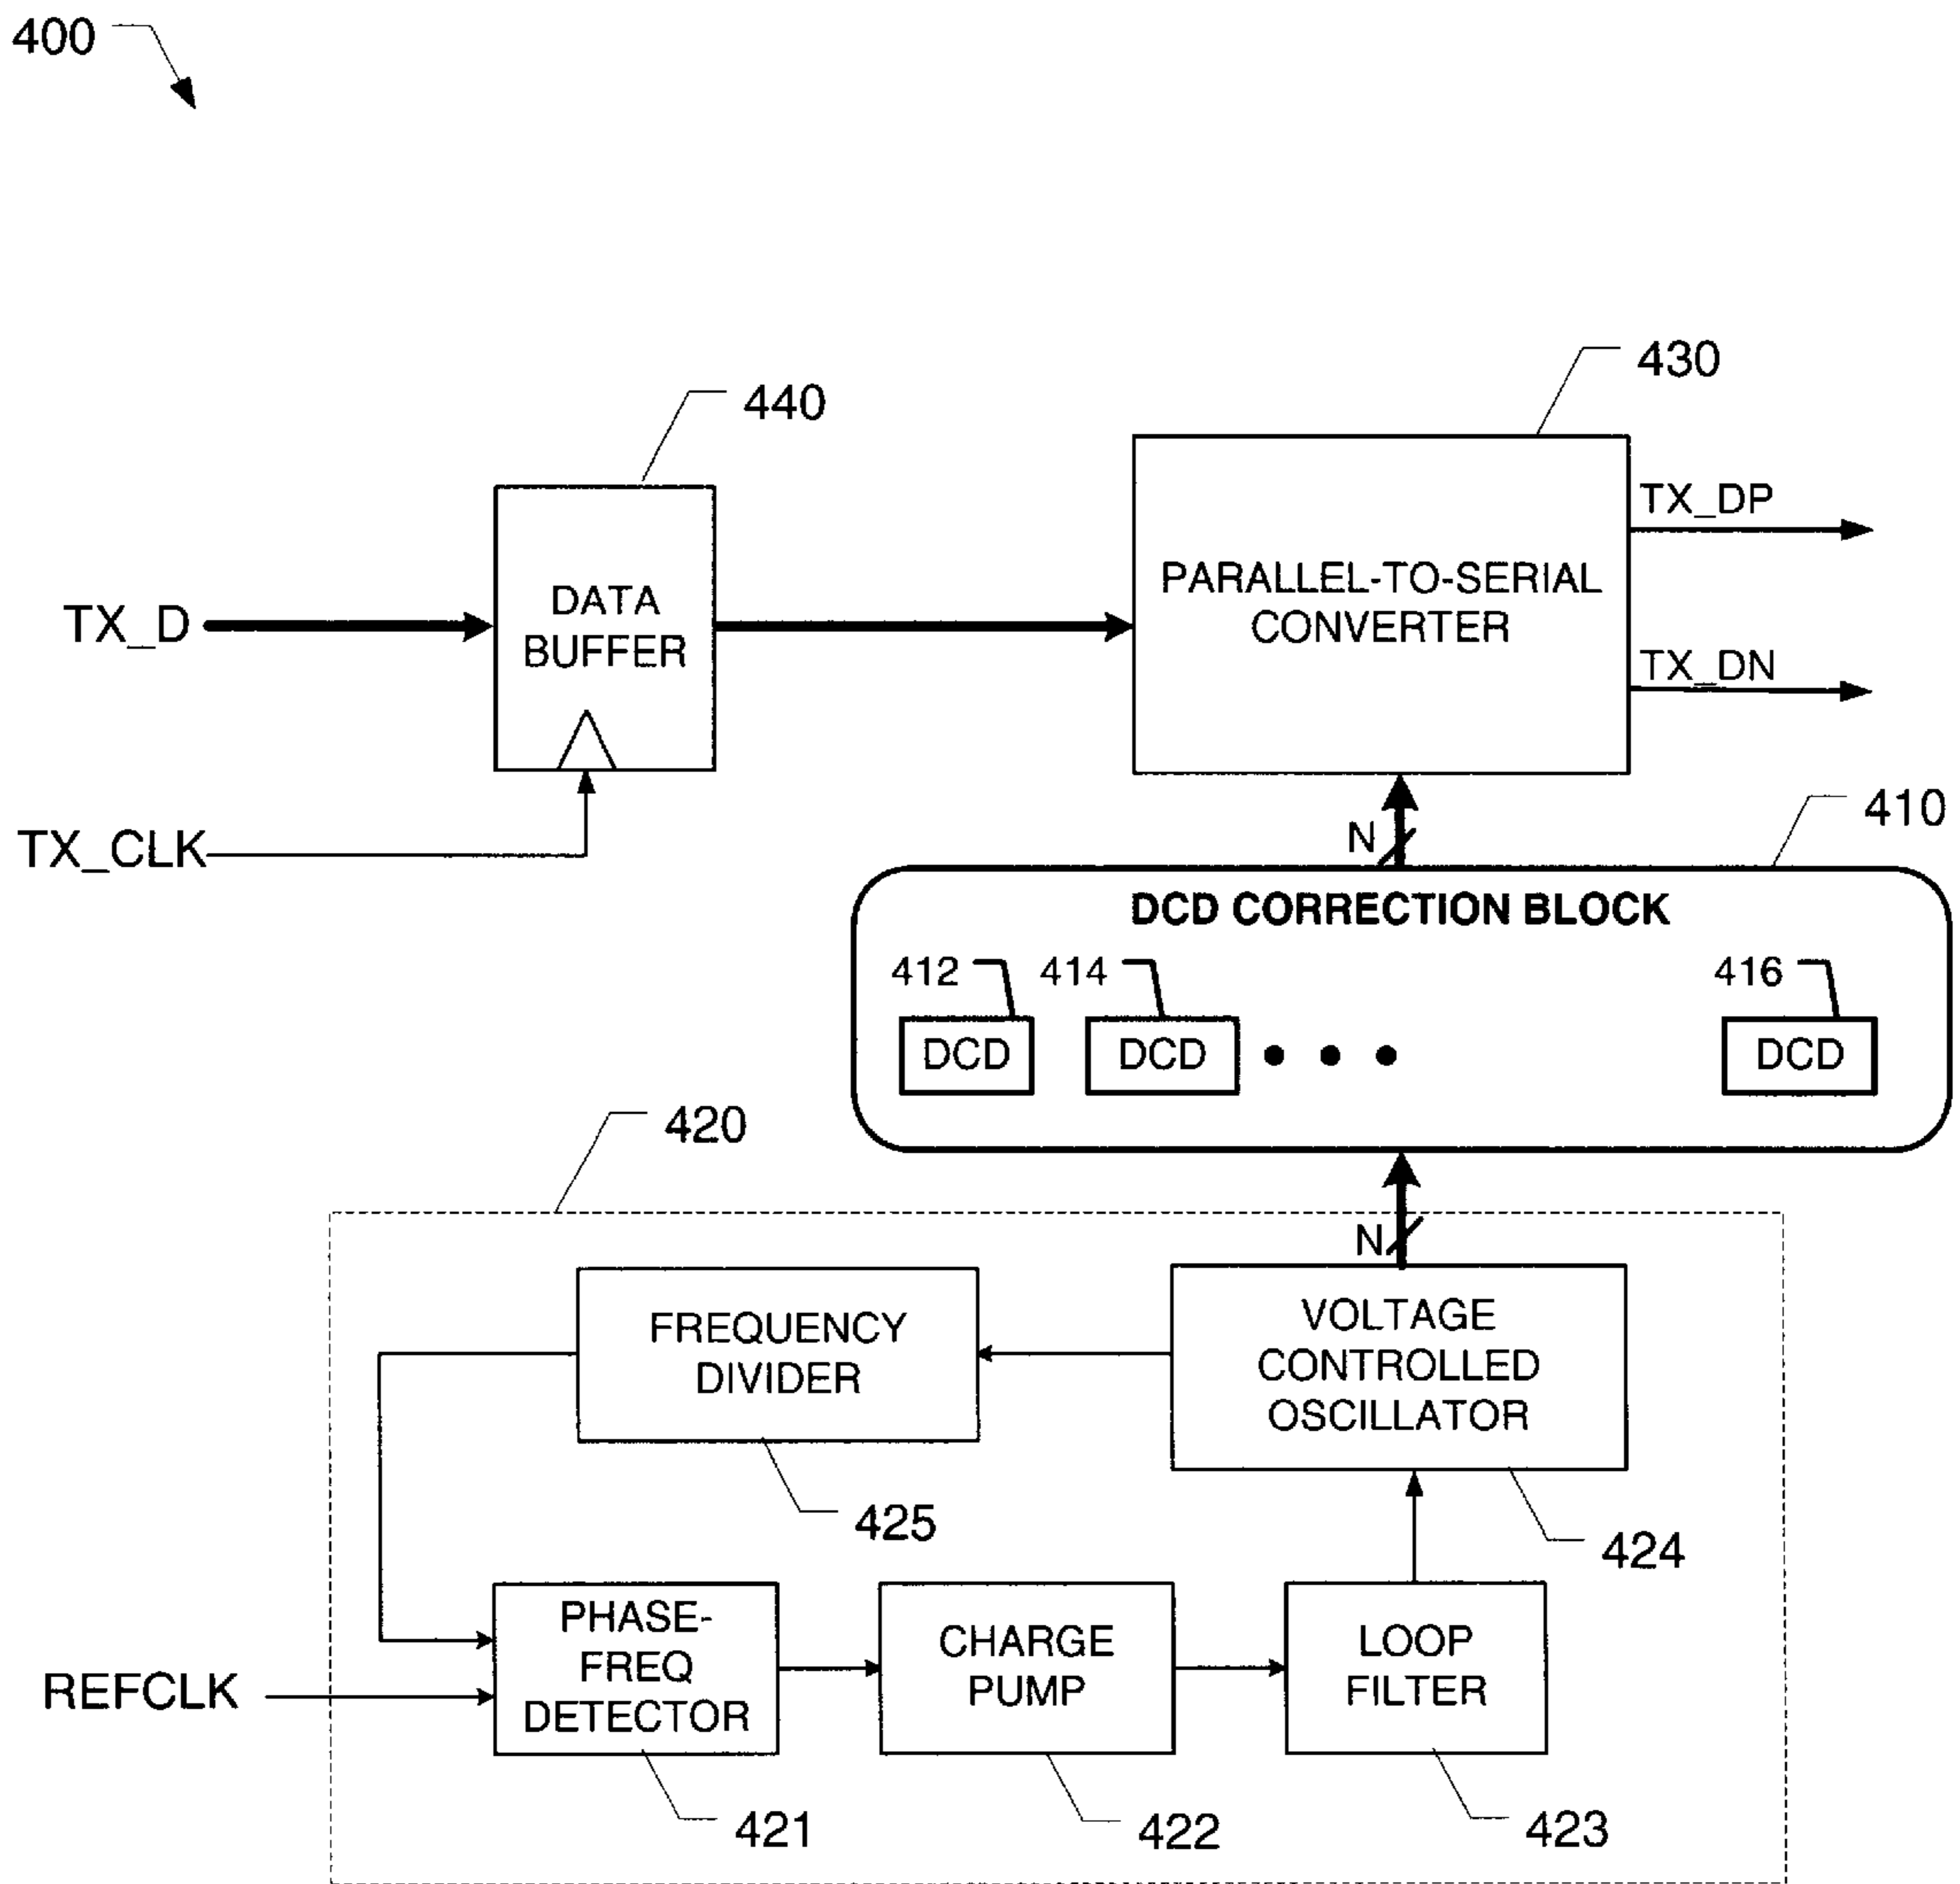 400
430
440
TX_DP
PARALLEL-TO-SERIAL
CONVERTER
DATA
BUFFER
TX_D
TX_DN
TX_CLK
N
410
DCD CORRECTION BLOCK
412
414
416
DCD
DCD
DCD
420
N
FREQUENCY
DIVIDER
VOLTAGE
CONTROLLED
OSCILLATOR
425
424
PHASE-
FREQ
DETECTOR
CHARGE
PUMP
LOOP
FILTER
REFCLK
421
422
423